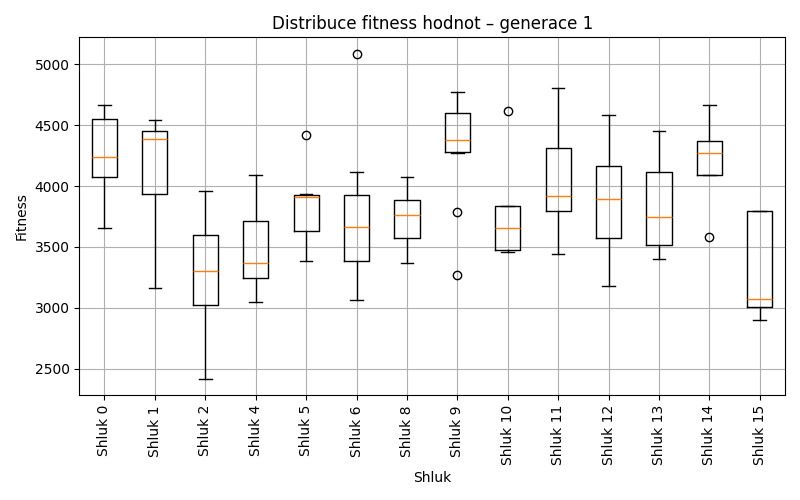 Distribuce fitness hodnot – generace 1
Fitness
5000
4500
4000
3500
3000
2500
Shluk 0
Shluk 1
Shluk 2
Shluk 4
Shluk 5
Shluk 6
Shluk 8
Shluk 9
Shluk 10
Shluk 11
Shluk 12
Shluk 13
Shluk 14
Shluk 15
Shluk